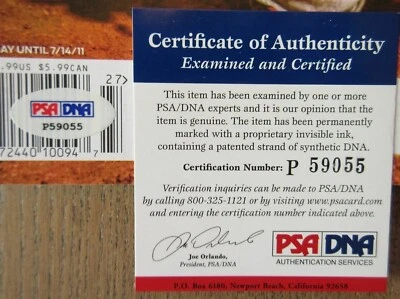 AY UNTIL 7/14/11
.99US $5.99CAN
27>
PSA DNA
P59055
72440 10094 7
Certificate of Authenticity
Examined and Certified
This item has been examined by one or more
PSA/DNA experts and it is our opinion that the
item is genuine. The item has been permanently
marked with a proprietary invisible ink,
containing a patented strand of synthetic DNA.
Certification Number: P 59055
Verification inquiries can be made to PSA/DNA
by calling 800-325-1121 or by visiting www.psacard.com
and entering the certification number indicated above.
Joe Orlando,
President, PSA/DNA
PSA DNA
AUTHENTICATION SERVICES
P.O. Box 6180, Newport Beach, California 92658